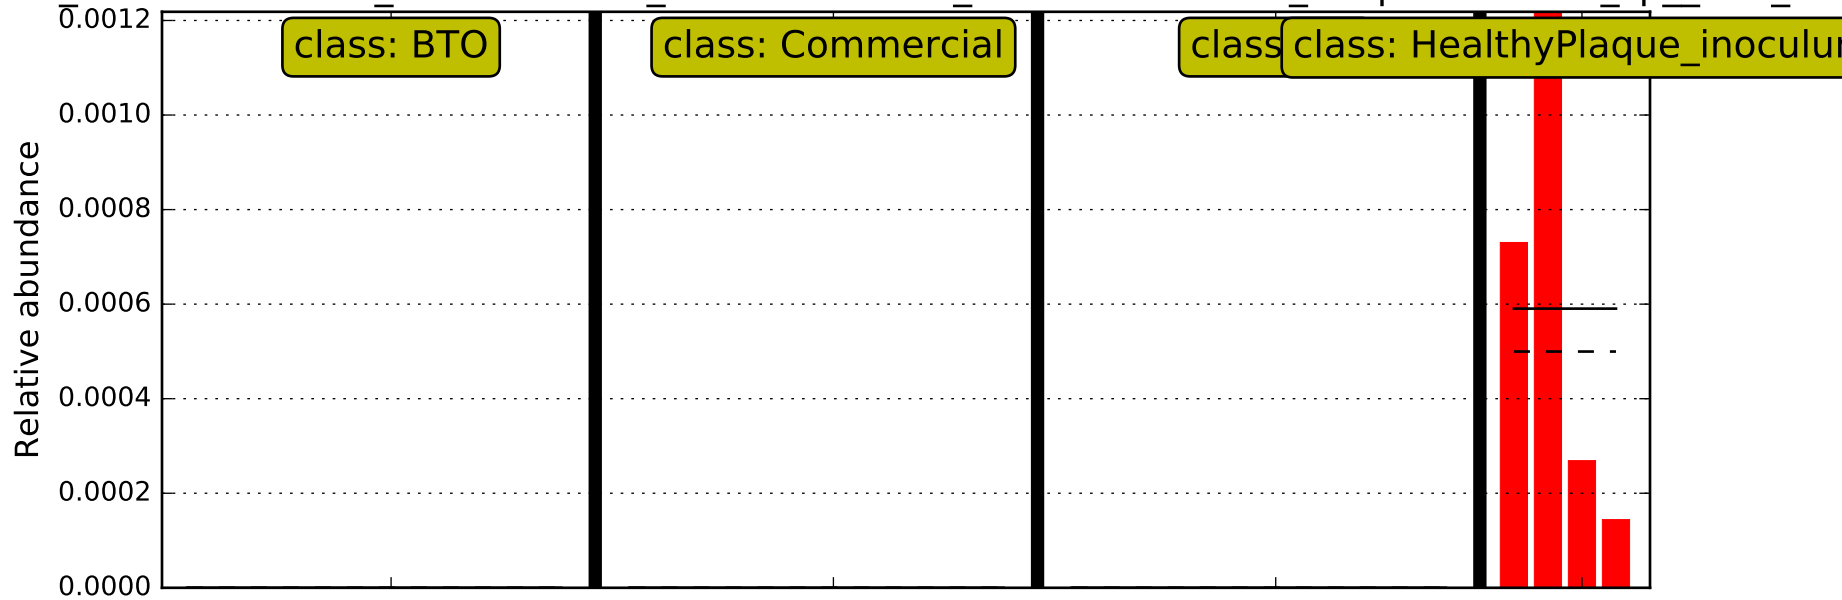 0.0012
class: BTO
class: Commercial
class
class: HealthyPlaque_inoculu
0.0010
0.0008
0.0006
0.0004
0.0002
0.0000
Relative abundance